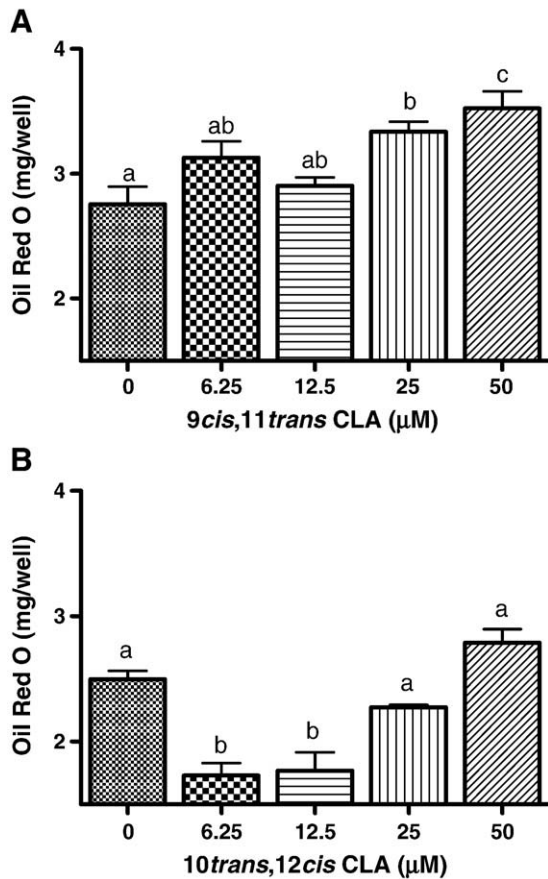 A
4
3
2
Oil Red O (mg/well)
a
ab
ab
b
c
0 6.25 12.5 25 50
9cis,11trans CLA (µM)
B
4
3
2
Oil Red O (mg/well)
a
b
b
a
a
0 6.25 12.5 25 50
10trans,12cis CLA (µM)